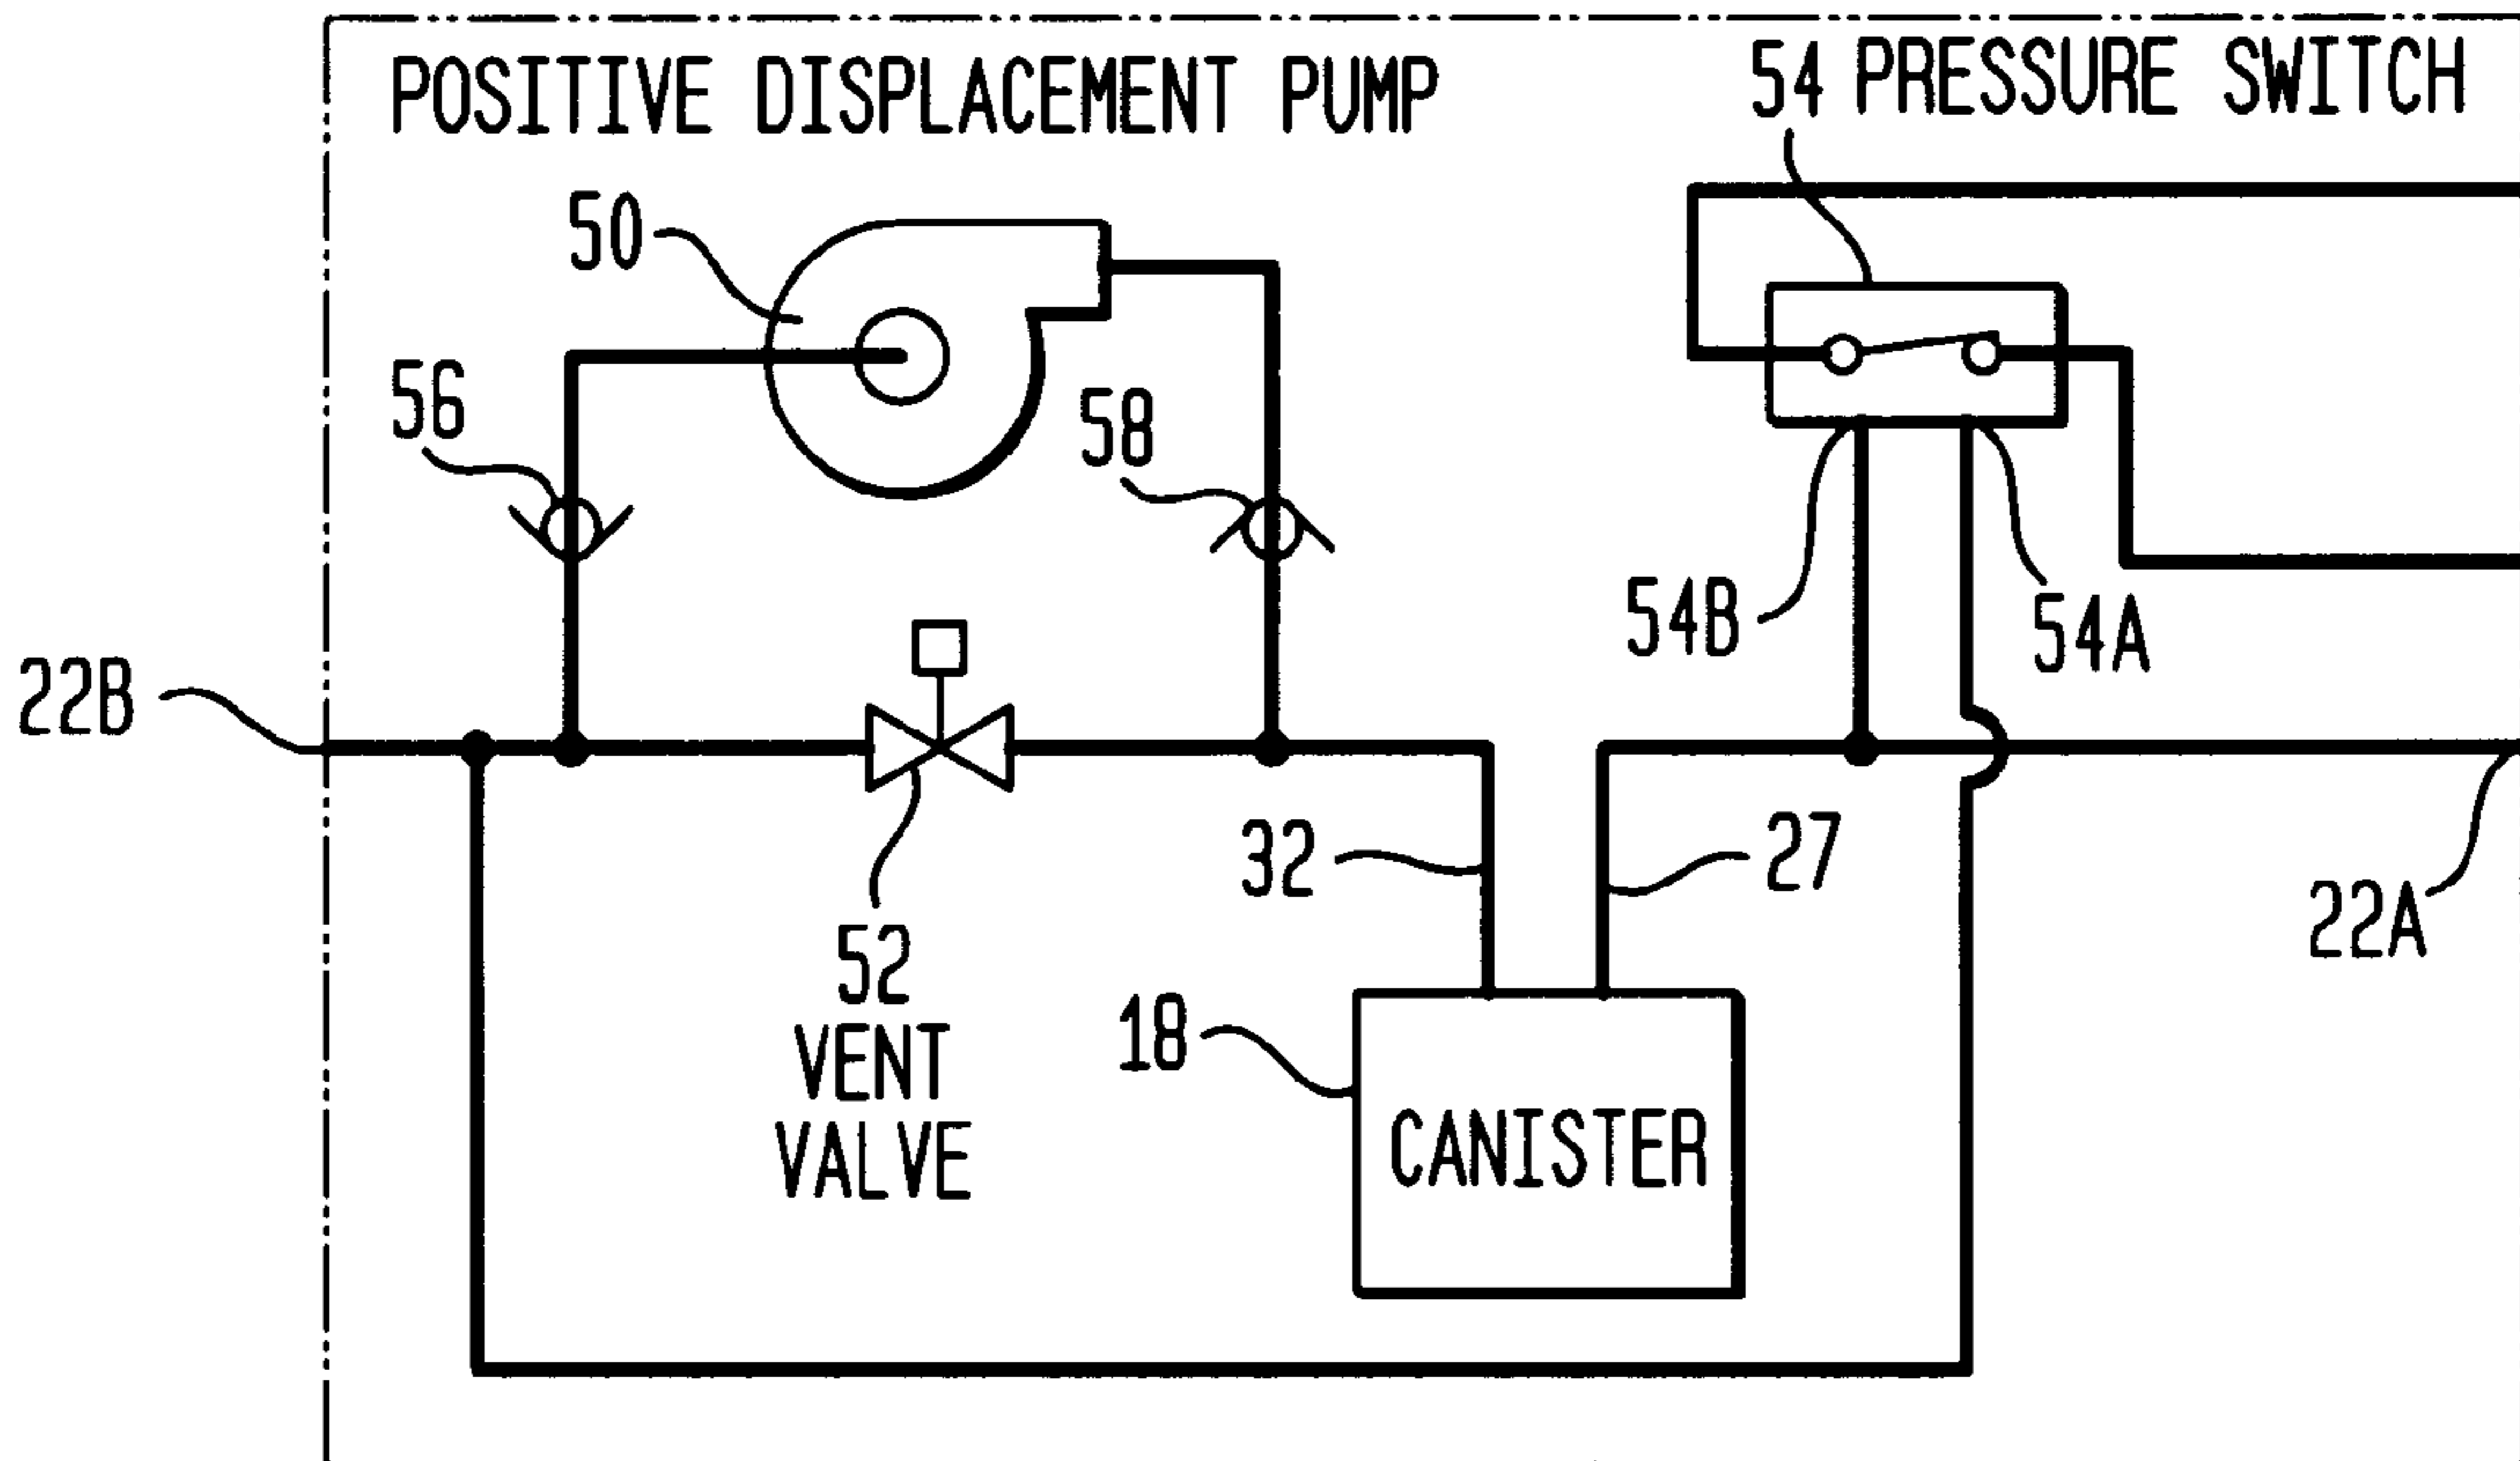 POSITIVE DISPLACEMENT PUMP
54 PRESSURE SWITCH
50
56
58
54B
54A
22B
32
27
22A
52
VENT
VALVE
18
CANISTER